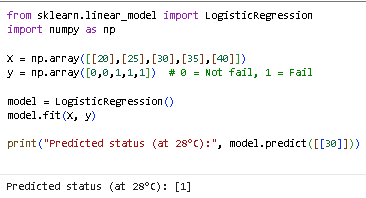 from sklearn.linear_model import LogisticRegression
import numpy as np
X = np.array([[20],[25],[30],[35],[40]])
y = np.array([0,0,1,1,1])  # 0 = Not fail, 1 = Fail
model = LogisticRegression()
model.fit(X, y)
print("Predicted status (at 28°C):", model.predict([[30]]))
Predicted status (at 28°C): [1]